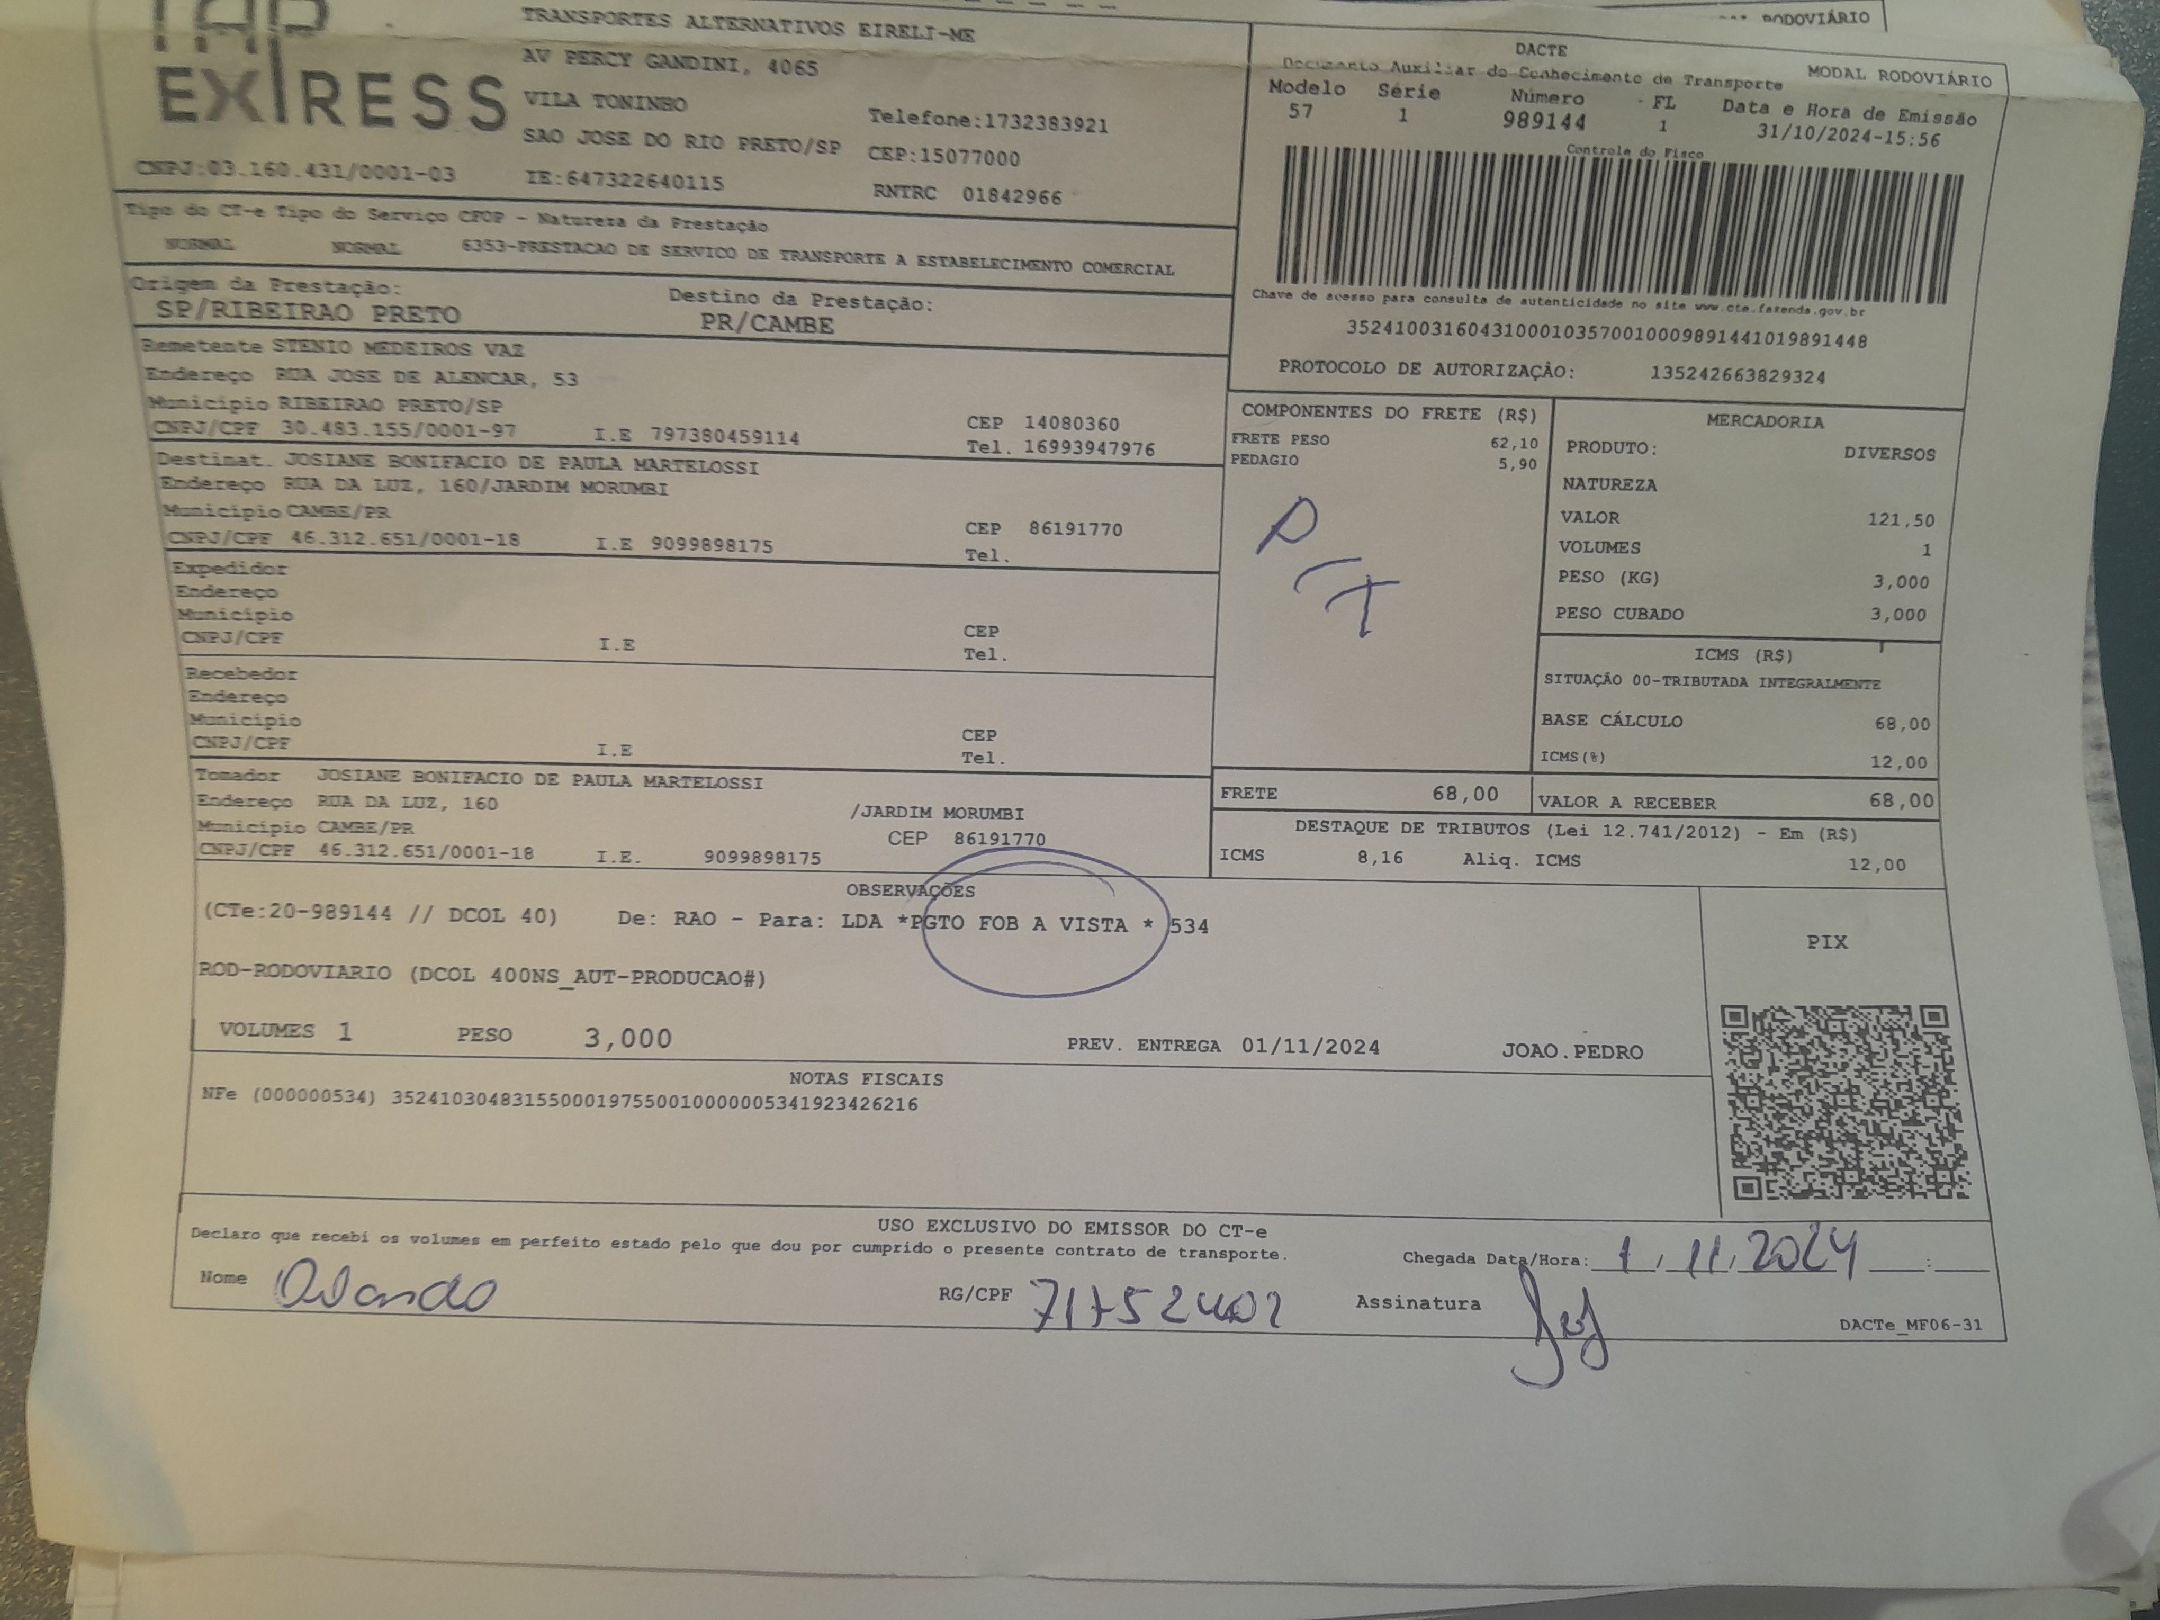 RODOVIÁRIO
TAP
EXPRESS
TRANSPORTES ALTERNATIVOS EIRELI-ME
AV PERCY GANDINI, 4065
VILA TONINHO
Telefone:1732383921
SAO JOSE DO RIO PRETO/SP CEP:15077000
CNPJ:03.160.431/0001-03 IE:647322640115 RNTRC 01842966
DACTE
Documento Auxiliar do Conhecimento de Transporte MODAL RODOVIÁRIO
Modelo Série Número FL Data e Hora de Emissão
57 1 989144 1 31/10/2024-15:56
Controle do Fisco
Chave de acesso para consulta de autenticidade no site www.cte.fazenda.gov.br
35241003160431000103570010009891441019891448
PROTOCOLO DE AUTORIZAÇÃO: 135242663829324
Tipo do CT-e Tipo do Serviço CFOP - Natureza da Prestação
NORMAL NORMAL 6353-PRESTACAO DE SERVICO DE TRANSPORTE A ESTABELECIMENTO COMERCIAL
Origem da Prestação: Destino da Prestação:
SP/RIBEIRAO PRETO PR/CAMBE
Remetente STENIO MEDEIROS VAZ
Endereço RUA JOSE DE ALENCAR, 53
Município RIBEIRAO PRETO/SP CEP 14080360
CNPJ/CPF 30.483.155/0001-97 I.E 797380459114 Tel. 16993947976
Destinat. JOSIANE BONIFACIO DE PAULA MARTELOSSI
Endereço RUA DA LUZ, 160/JARDIM MORUMBI
Município CAMBE/PR CEP 86191770
CNPJ/CPF 46.312.651/0001-18 I.E 9099898175 Tel.
Expedidor
Endereço
Município CEP
CNPJ/CPF I.E Tel.
Recebedor
Endereço
Município CEP
CNPJ/CPF I.E Tel.
Tomador JOSIANE BONIFACIO DE PAULA MARTELOSSI
Endereço RUA DA LUZ, 160 /JARDIM MORUMBI
Município CAMBE/PR CEP 86191770
CNPJ/CPF 46.312.651/0001-18 I.E. 9099898175
COMPONENTES DO FRETE (R$)
FRETE PESO 62,10
PEDAGIO 5,90
MERCADORIA
PRODUTO: DIVERSOS
NATUREZA
VALOR 121,50
VOLUMES 1
PESO (KG) 3,000
PESO CUBADO 3,000
ICMS (R$)
SITUAÇÃO 00-TRIBUTADA INTEGRALMENTE
BASE CÁLCULO 68,00
ICMS(%) 12,00
FRETE 68,00 VALOR A RECEBER 68,00
DESTAQUE DE TRIBUTOS (Lei 12.741/2012) - Em (R$)
ICMS 8,16 Aliq. ICMS 12,00
OBSERVAÇÕES
(CTe:20-989144 // DCOL 40) De: RAO - Para: LDA *PGTO FOB A VISTA * 534
ROD-RODOVIARIO (DCOL 400NS_AUT-PRODUCAO#)
PIX
VOLUMES 1 PESO 3,000 PREV. ENTREGA 01/11/2024 JOAO.PEDRO
NOTAS FISCAIS
NFe (000000534) 35241030483155000197550010000005341923426216
USO EXCLUSIVO DO EMISSOR DO CT-e
Declaro que recebi os volumes em perfeito estado pelo que dou por cumprido o presente contrato de transporte. Chegada Data/Hora: 1/11/2024 :
Nome Orlando RG/CPF Assinatura
DACTe_MF06-31